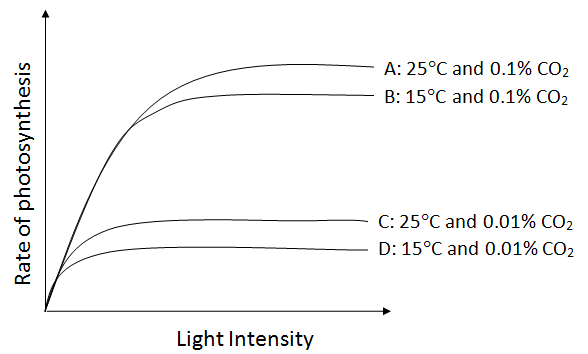 Rate of photosynthesis
A: 25°C and 0.1% CO₂
B: 15°C and 0.1% CO₂
C: 25°C and 0.01% CO₂
D: 15°C and 0.01% CO₂
Light Intensity